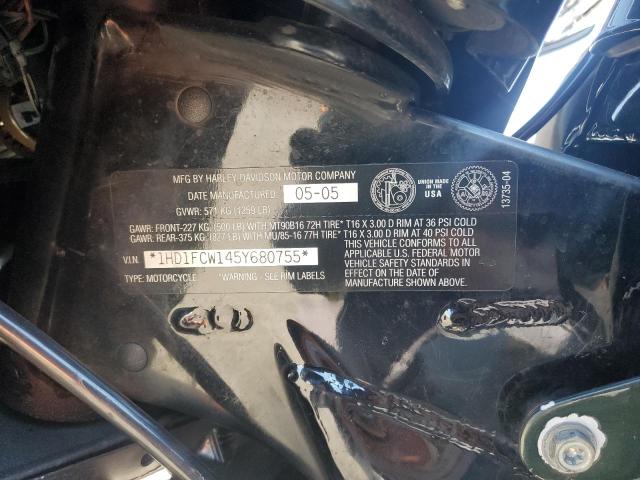 MFG BY HARLEY-DAVIDSON MOTOR COMPANY
DATE MANUFACTURED 05-05
GVWR: 571 KG (1259 LB)
UNION MADE IN THE USA
13735-04
GAWR: FRONT-227 KG (500 LB) WITH MT90B16 72H TIRE* T16 X 3.00 D RIM AT 36 PSI COLD
GAWR: REAR-375 KG (827 LB) WITH MU/85-16 77H TIRE* T16 X 3.00 D RIM AT 40 PSI COLD
V.I.N *1HD1FCW145Y680755*
TYPE: MOTORCYCLE *WARNING - SEE RIM LABELS
THIS VEHICLE CONFORMS TO ALL
APPLICABLE U.S. FEDERAL MOTOR
VEHICLE SAFETY STANDARDS IN
EFFECT ON THE DATE OF
MANUFACTURE SHOWN ABOVE.